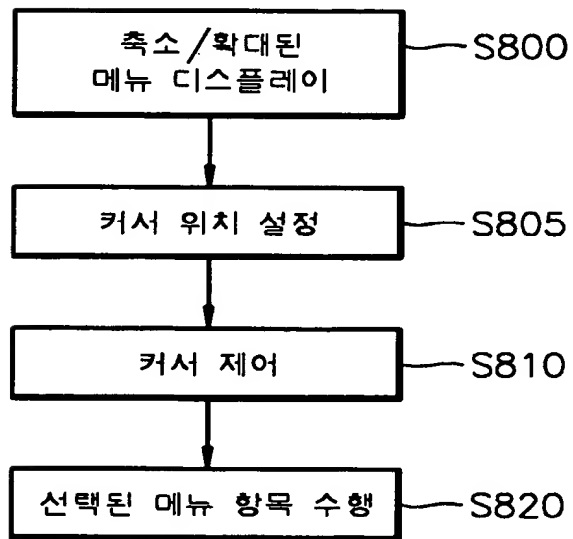 축소/확대된
메뉴 디스플레이
S800
커서 위치 설정
S805
커서 제어
S810
선택된 메뉴 항목 수행
S820